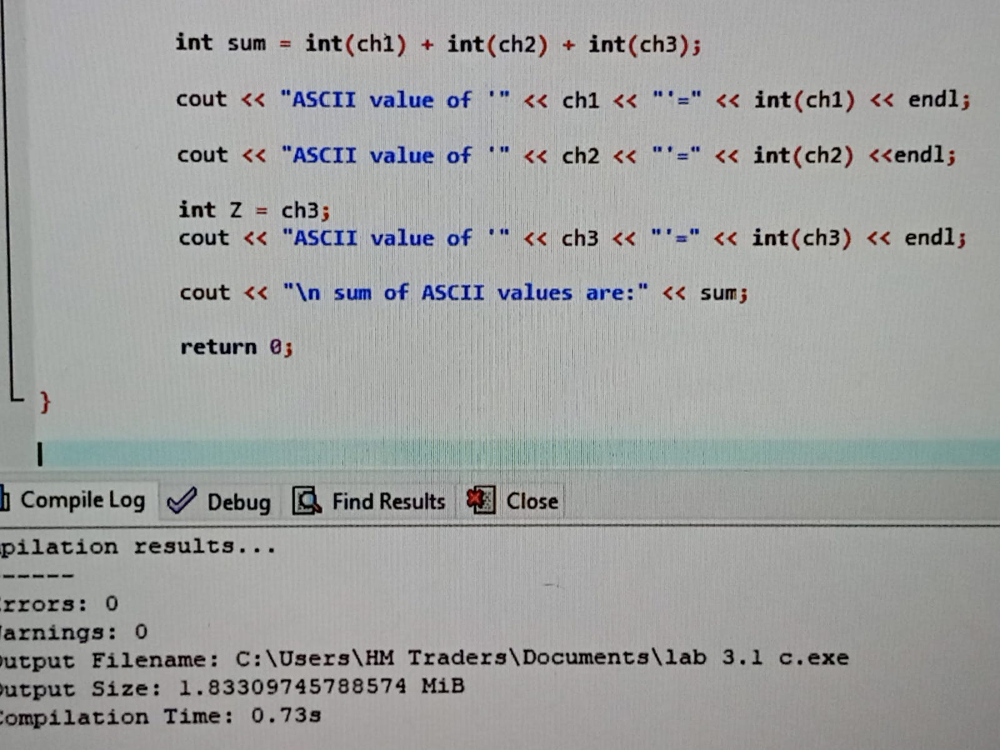 int sum = int(ch1) + int(ch2) + int(ch3);
cout << "ASCII value of '" << ch1 << "'=" << int(ch1) << endl;
cout << "ASCII value of '" << ch2 << "'=" << int(ch2) <<endl;
int Z = ch3;
cout << "ASCII value of '" << ch3 << "'=" << int(ch3) << endl;
cout << "\n sum of ASCII values are:" << sum;
return 0;
}
Compile Log Debug Find Results Close
pilation results...
------
rrors: 0
arnings: 0
Output Filename: C:\Users\HM Traders\Documents\lab 3.1 c.exe
Output Size: 1.83309745788574 MiB
Compilation Time: 0.73s